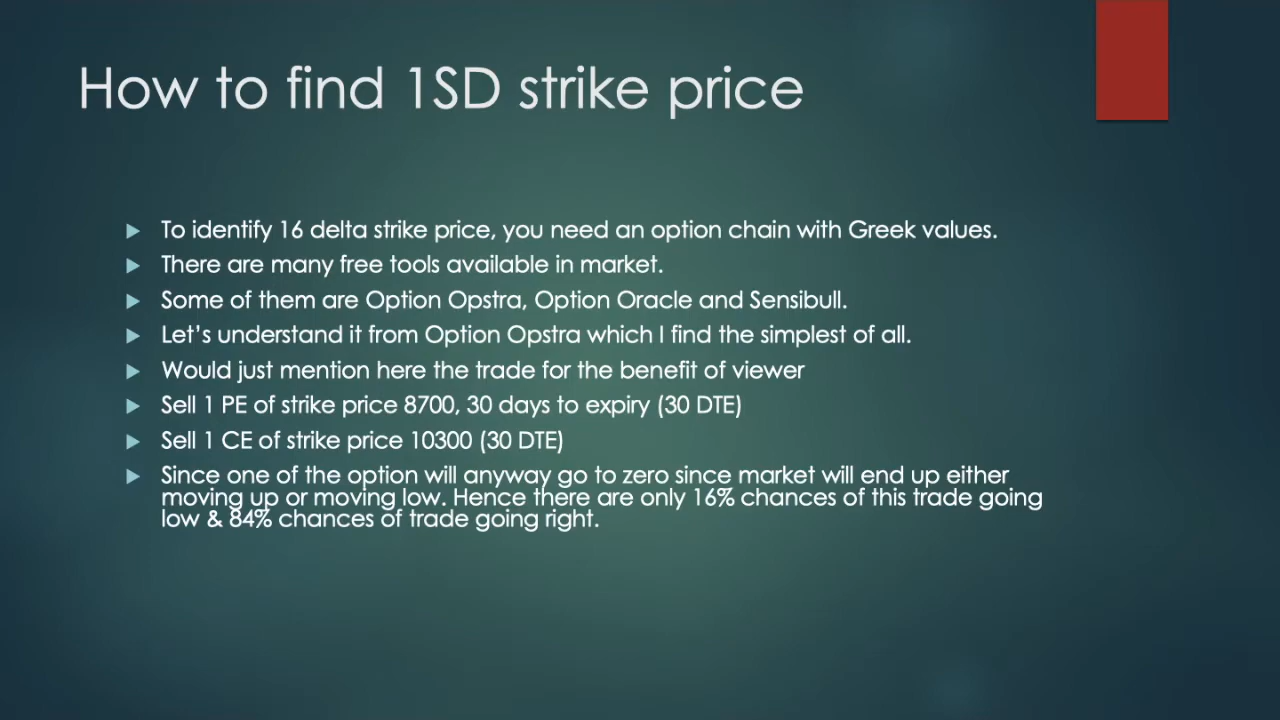 How to find 1SD strike price
To identify 16 delta strike price, you need an option chain with Greek values.
There are many free tools available in market.
Some of them are Option Opstra, Option Oracle and Sensibull.
Let's understand it from Option Opstra which I find the simplest of all.
Would just mention here the trade for the benefit of viewer
Sell 1 PE of strike price 8700, 30 days to expiry (30 DTE)
Sell 1 CE of strike price 10300 (30 DTE)
Since one of the option will anyway go to zero since market will end up either
moving up or moving low. Hence there are only 16% chances of this trade going
low & 84% chances of trade going right.